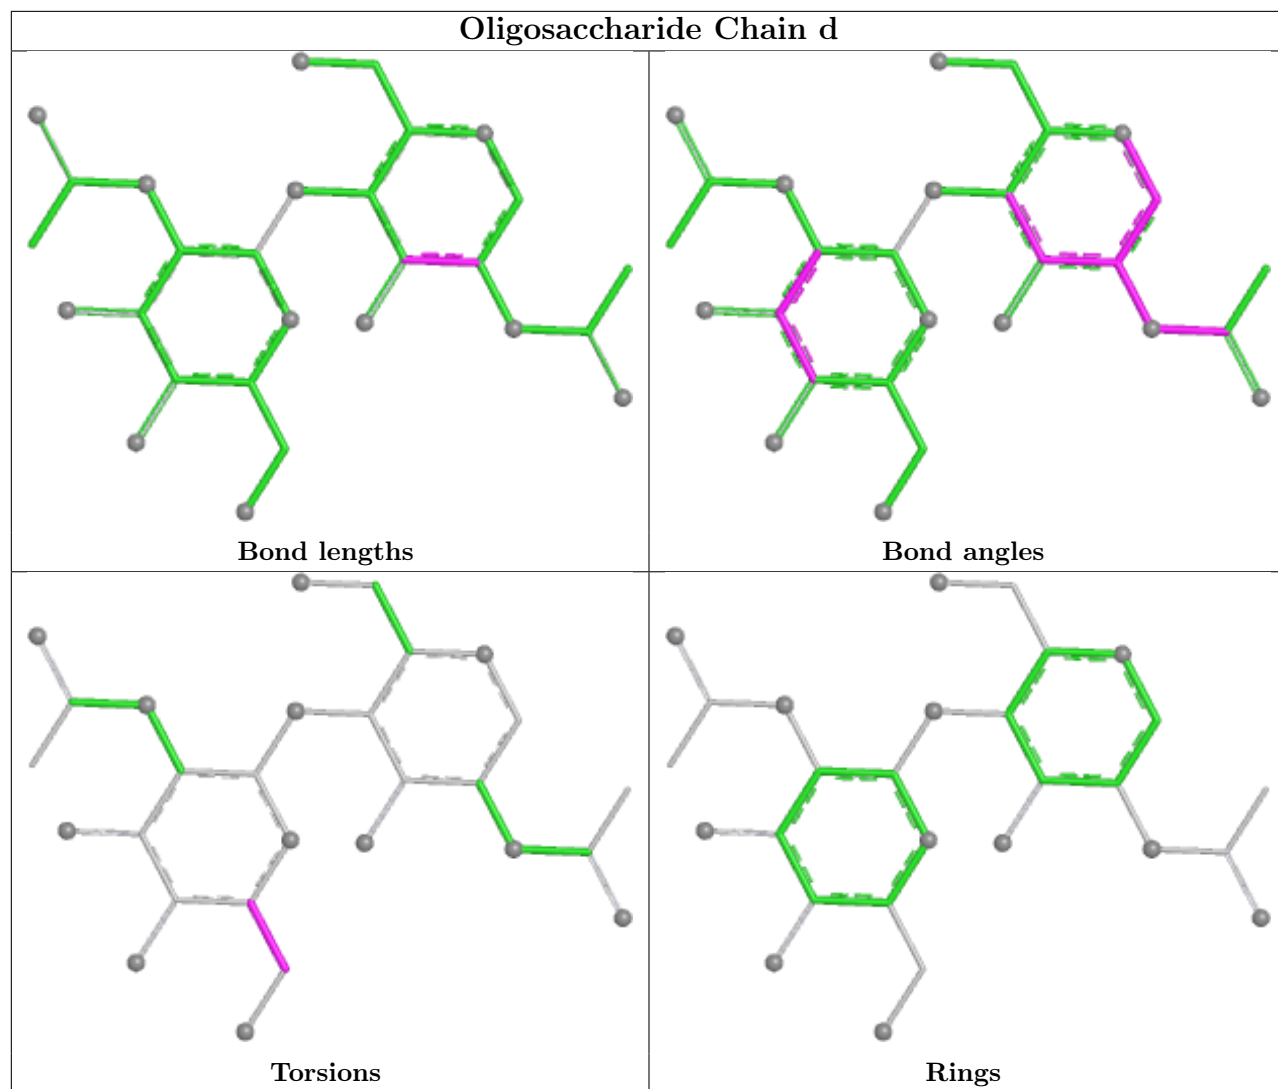 Oligosaccharide Chain d
Bond lengths
Bond angles
Torsions
Rings